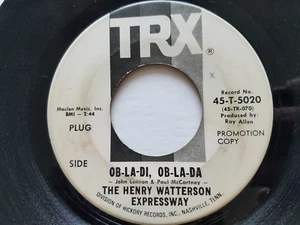 TRX®
Maclen Music, Inc.
BMI - 2:44
Record No.
45-T-5020
(45-TR-070)
Produced by:
Ray Allen
PLUG
SIDE
PROMOTION
COPY
OB-LA-DI, OB-LA-DA
- John Lennon & Paul McCartney -
THE HENRY WATTERSON
EXPRESSWAY
DIVISION OF HICKORY RECORDS, INC., NASHVILLE, TENN.